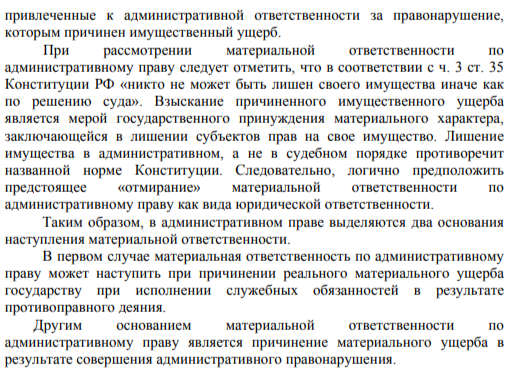 привлеченные к административной ответственности за правонарушение,
которым причинен имущественный ущерб.
При рассмотрении материальной ответственности по
административному праву следует отметить, что в соответствии с ч. 3 ст. 35
Конституции РФ «никто не может быть лишен своего имущества иначе как
по решению суда». Взыскание причиненного имущественного ущерба
является мерой государственного принуждения материального характера,
заключающейся в лишении субъектов прав на свое имущество. Лишение
имущества в административном, а не в судебном порядке противоречит
названной норме Конституции. Следовательно, логично предположить
предстоящее «отмирание» материальной ответственности по
административному праву как вида юридической ответственности.
Таким образом, в административном праве выделяются два основания
наступления материальной ответственности.
В первом случае материальная ответственность по административному
праву может наступить при причинении реального материального ущерба
государству при исполнении служебных обязанностей в результате
противоправного деяния.
Другим основанием материальной ответственности по
административному праву является причинение материального ущерба в
результате совершения административного правонарушения.